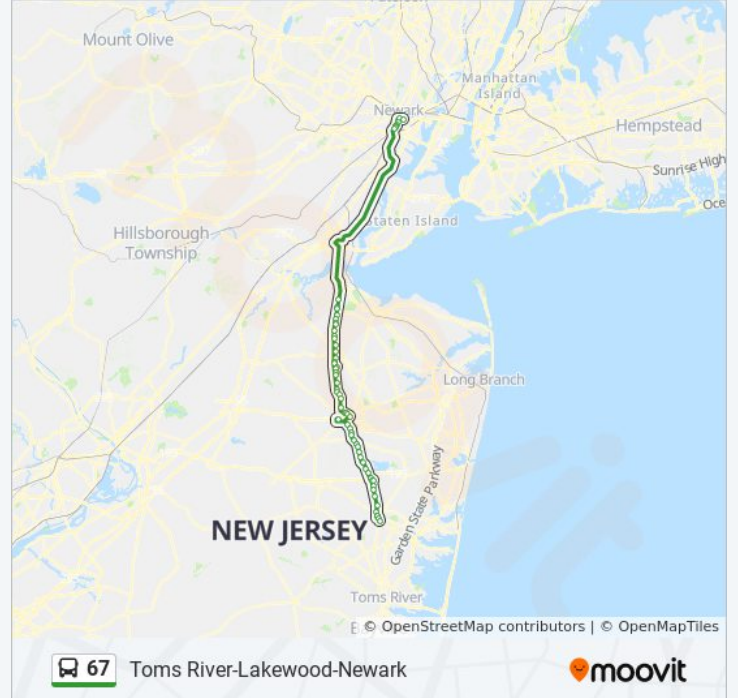 Mount Olive
Manhattan
Island
Newark
Hempstead
Sunrise High
Oce
Staten Island
Hillsborough
Township
Long Branch
Garden State Parkway
NEW JERSEY
Toms River
© OpenStreetMap contributors | © OpenMapTiles
67 Toms River-Lakewood-Newark
moovit